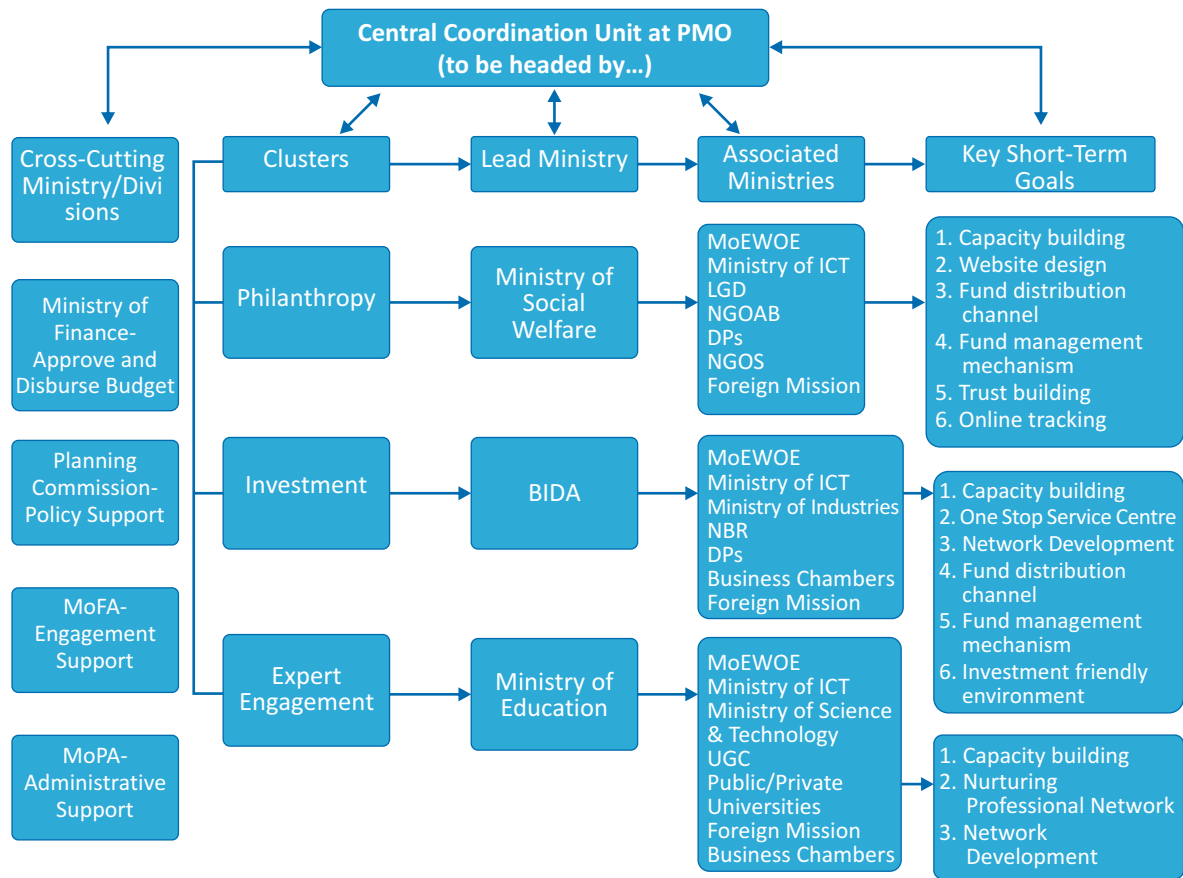 Central Coordination Unit at PMO
(to be headed by...)
Cross-Cutting
Ministry/Divi
sions
Clusters
Lead Ministry
Associated
Ministries
Key Short-Term
Goals
Ministry of
Finance-
Approve and
Disburse Budget
Planning
Commission-
Policy Support
MoFA-
Engagement
Support
MoPA-
Administrative
Support
Philanthropy
Ministry of
Social
Welfare
MoEWOE
Ministry of ICT
LGD
NGOAB
DPs
NGOS
Foreign Mission
1. Capacity building
2. Website design
3. Fund distribution
channel
4. Fund management
mechanism
5. Trust building
6. Online tracking
Investment
BIDA
MoEWOE
Ministry of ICT
Ministry of Industries
NBR
DPs
Business Chambers
Foreign Mission
1. Capacity building
2. One Stop Service Centre
3. Network Development
4. Fund distribution
channel
5. Fund management
mechanism
6. Investment friendly
environment
Expert
Engagement
Ministry of
Education
MoEWOE
Ministry of ICT
Ministry of Science
& Technology
UGC
Public/Private
Universities
Foreign Mission
Business Chambers
1. Capacity building
2. Nurturing
Professional Network
3. Network
Development